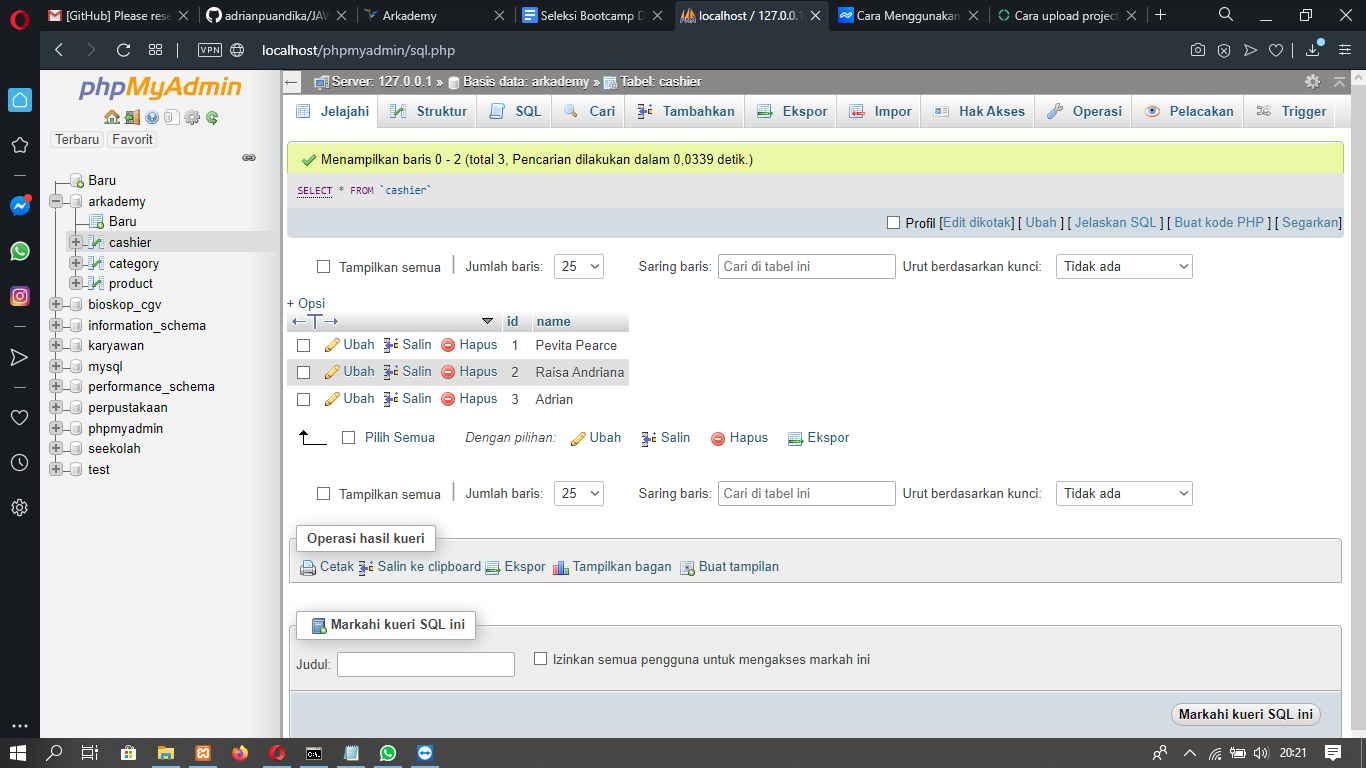 [GitHub] Please rese
adrianpuandika/JAV
Arkademy
Seleksi Bootcamp D
localhost / 127.0.0.1
Cara Menggunakan
Cara upload project
VPN
localhost/phpmyadmin/sql.php
phpMyAdmin
Terbaru Favorit
Baru
arkademy
Baru
cashier
category
product
bioskop_cgv
information_schema
karyawan
mysql
performance_schema
perpustakaan
phpmyadmin
seekolah
test
Server: 127.0.0.1 » Basis data: arkademy » Tabel: cashier
Jelajahi Struktur SQL Cari Tambahkan Ekspor Impor Hak Akses Operasi Pelacakan Trigger
Menampilkan baris 0 - 2 (total 3, Pencarian dilakukan dalam 0,0339 detik.)
SELECT * FROM `cashier`
Profil [Edit dikotak] [ Ubah ] [ Jelaskan SQL ] [ Buat kode PHP ] [ Segarkan]
Tampilkan semua Jumlah baris: 25 Saring baris: Cari di tabel ini Urut berdasarkan kunci: Tidak ada
+ Opsi
←T→ id name
Ubah Salin Hapus 1 Pevita Pearce
Ubah Salin Hapus 2 Raisa Andriana
Ubah Salin Hapus 3 Adrian
Pilih Semua Dengan pilihan: Ubah Salin Hapus Ekspor
Tampilkan semua Jumlah baris: 25 Saring baris: Cari di tabel ini Urut berdasarkan kunci: Tidak ada
Operasi hasil kueri
Cetak Salin ke clipboard Ekspor Tampilkan bagan Buat tampilan
Markahi kueri SQL ini
Judul: Izinkan semua pengguna untuk mengakses markah ini
Markahi kueri SQL ini
20:21